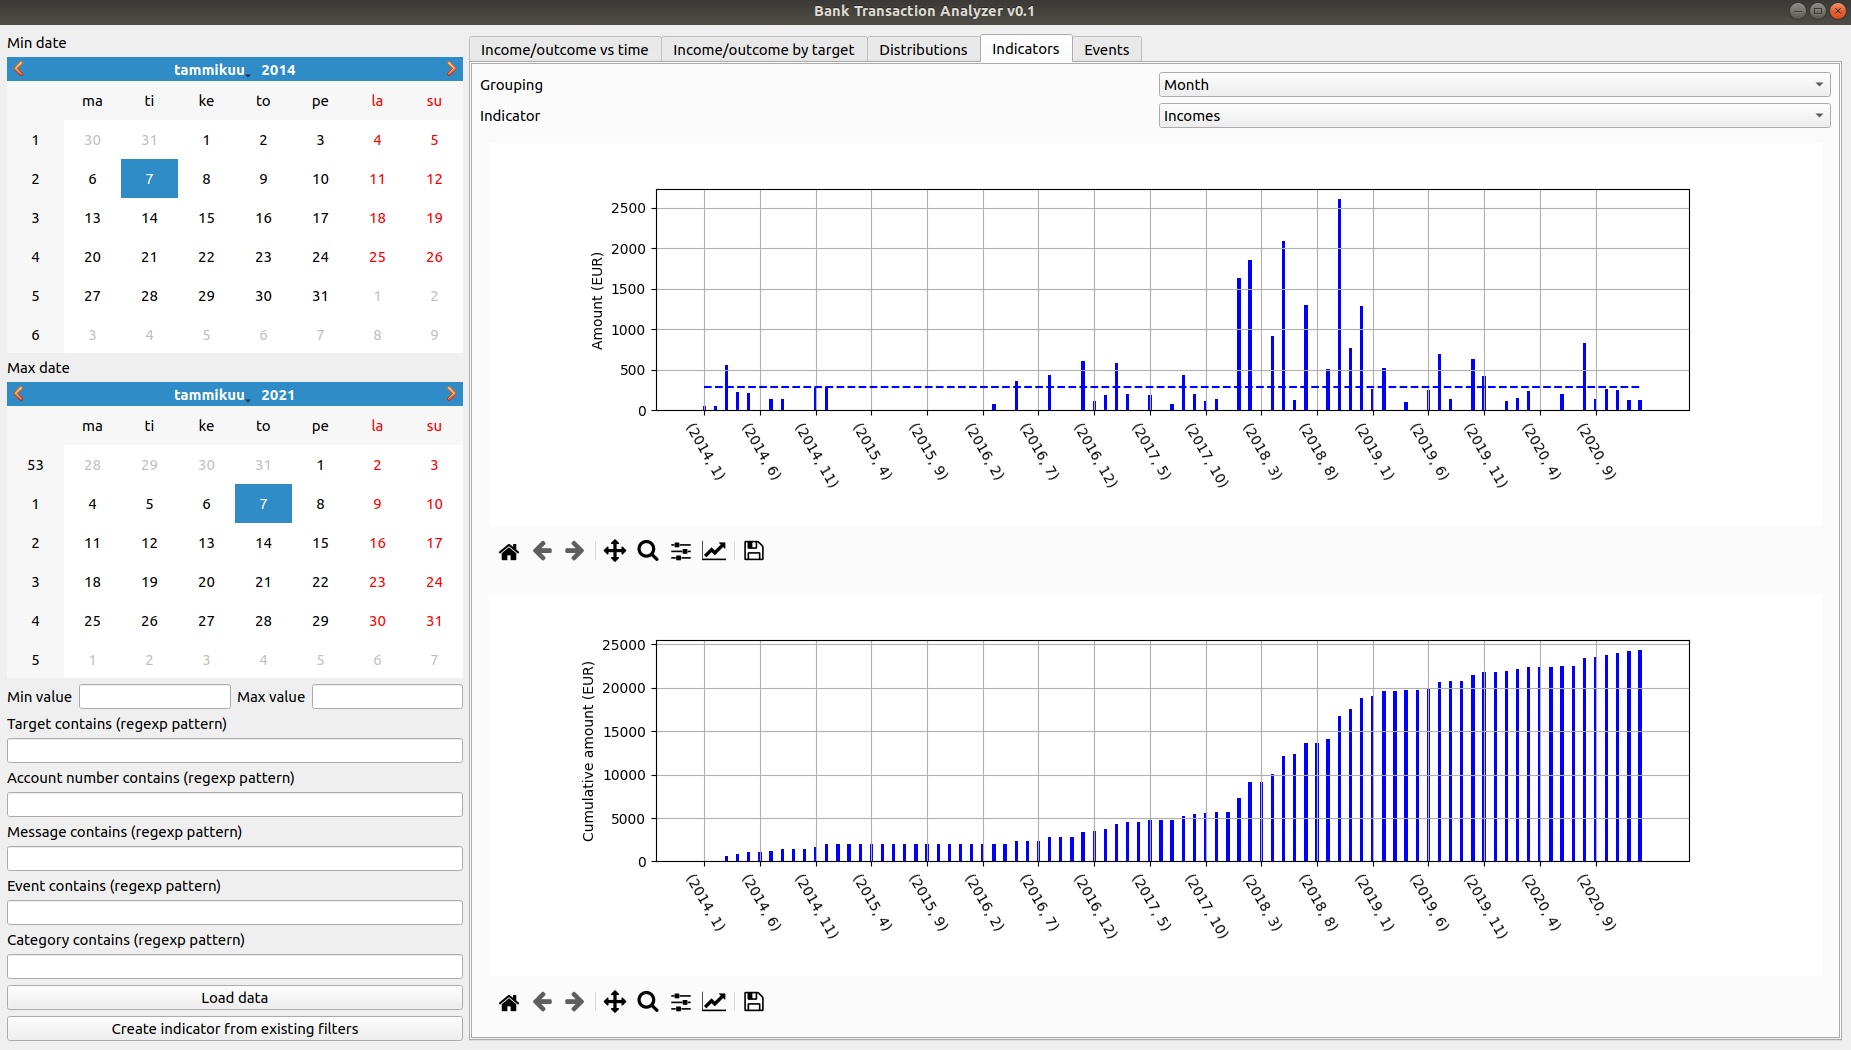 Bank Transaction Analyzer v0.1
Min date
tammikuu 2014
ma ti ke to pe la su
1 30 31 1 2 3 4 5
2 6 7 8 9 10 11 12
3 13 14 15 16 17 18 19
4 20 21 22 23 24 25 26
5 27 28 29 30 31 1 2
6 3 4 5 6 7 8 9
Max date
tammikuu 2021
ma ti ke to pe la su
53 28 29 30 31 1 2 3
1 4 5 6 7 8 9 10
2 11 12 13 14 15 16 17
3 18 19 20 21 22 23 24
4 25 26 27 28 29 30 31
5 1 2 3 4 5 6 7
Min value Max value
Target contains (regexp pattern)
Account number contains (regexp pattern)
Message contains (regexp pattern)
Event contains (regexp pattern)
Category contains (regexp pattern)
Load data
Create indicator from existing filters
Income/outcome vs time Income/outcome by target Distributions Indicators Events
Grouping Month
Indicator Incomes
Amount (EUR)
2500
2000
1500
1000
500
0
(2014, 1) (2014, 6) (2014, 11) (2015, 4) (2015, 9) (2016, 2) (2016, 7) (2016, 12) (2017, 5) (2017, 10) (2018, 3) (2018, 8) (2019, 1) (2019, 6) (2019, 11) (2020, 4) (2020, 9)
Cumulative amount (EUR)
25000
20000
15000
10000
5000
0
(2014, 1) (2014, 6) (2014, 11) (2015, 4) (2015, 9) (2016, 2) (2016, 7) (2016, 12) (2017, 5) (2017, 10) (2018, 3) (2018, 8) (2019, 1) (2019, 6) (2019, 11) (2020, 4) (2020, 9)